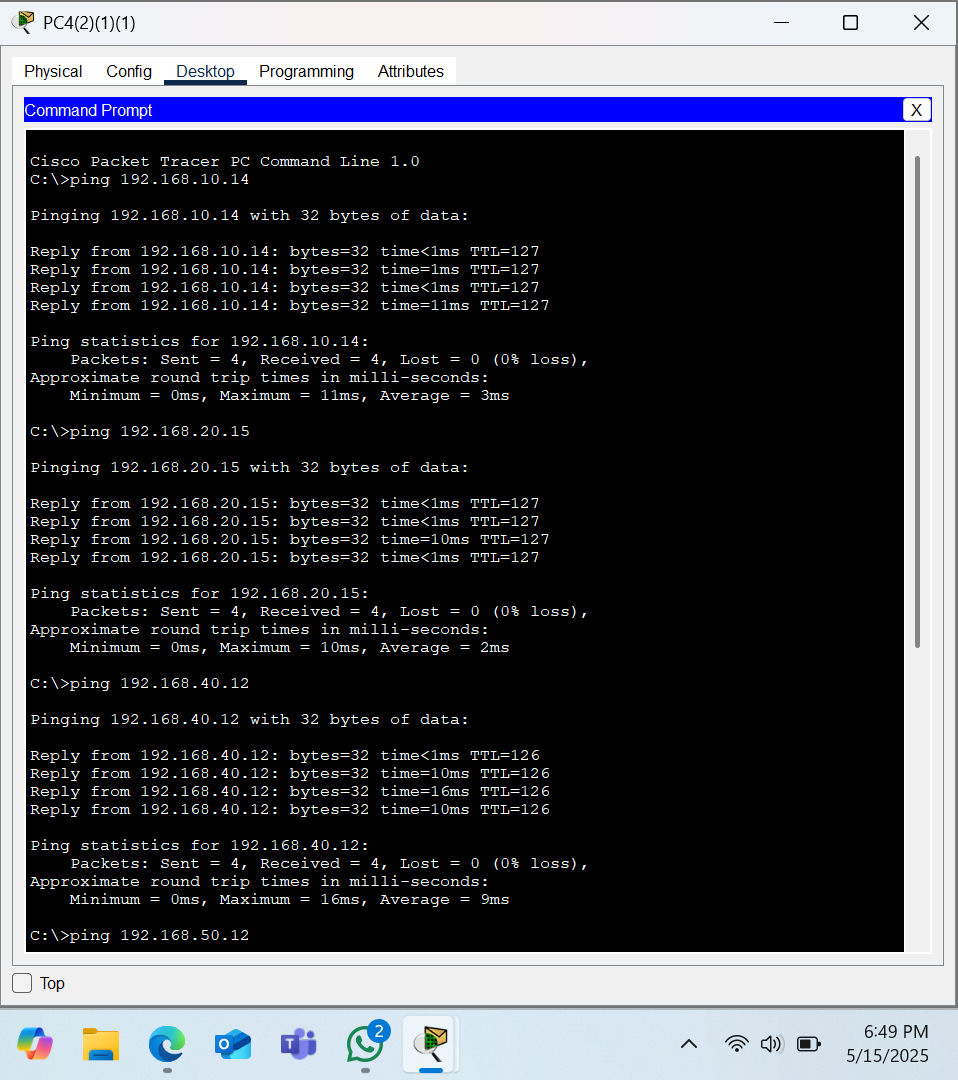 PC4(2)(1)(1)
Physical Config Desktop Programming Attributes
Command Prompt X
Cisco Packet Tracer PC Command Line 1.0
C:\>ping 192.168.10.14
Pinging 192.168.10.14 with 32 bytes of data:
Reply from 192.168.10.14: bytes=32 time<1ms TTL=127
Reply from 192.168.10.14: bytes=32 time=1ms TTL=127
Reply from 192.168.10.14: bytes=32 time<1ms TTL=127
Reply from 192.168.10.14: bytes=32 time=11ms TTL=127
Ping statistics for 192.168.10.14:
Packets: Sent = 4, Received = 4, Lost = 0 (0% loss),
Approximate round trip times in milli-seconds:
Minimum = 0ms, Maximum = 11ms, Average = 3ms
C:\>ping 192.168.20.15
Pinging 192.168.20.15 with 32 bytes of data:
Reply from 192.168.20.15: bytes=32 time<1ms TTL=127
Reply from 192.168.20.15: bytes=32 time<1ms TTL=127
Reply from 192.168.20.15: bytes=32 time=10ms TTL=127
Reply from 192.168.20.15: bytes=32 time<1ms TTL=127
Ping statistics for 192.168.20.15:
Packets: Sent = 4, Received = 4, Lost = 0 (0% loss),
Approximate round trip times in milli-seconds:
Minimum = 0ms, Maximum = 10ms, Average = 2ms
C:\>ping 192.168.40.12
Pinging 192.168.40.12 with 32 bytes of data:
Reply from 192.168.40.12: bytes=32 time<1ms TTL=126
Reply from 192.168.40.12: bytes=32 time=10ms TTL=126
Reply from 192.168.40.12: bytes=32 time=16ms TTL=126
Reply from 192.168.40.12: bytes=32 time=10ms TTL=126
Ping statistics for 192.168.40.12:
Packets: Sent = 4, Received = 4, Lost = 0 (0% loss),
Approximate round trip times in milli-seconds:
Minimum = 0ms, Maximum = 16ms, Average = 9ms
C:\>ping 192.168.50.12
Top
2
6:49 PM
5/15/2025